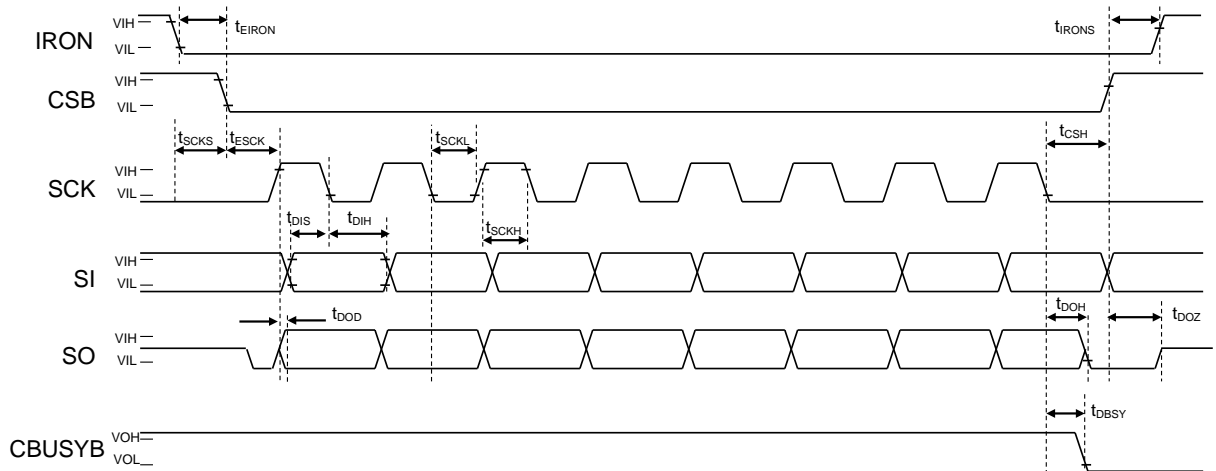 VIH
tEIRON
tIRONS
IRON
VIL
VIH
CSB
VIL
tSCKS
tESCK
tSCKL
tCSH
VIH
SCK
VIL
tDIS
tDIH
tSCKH
VIH
SI
VIL
tDOD
tDOH
tDOZ
VIH
SO
VIL
tDBSY
VOH
CBUSYB
VOL